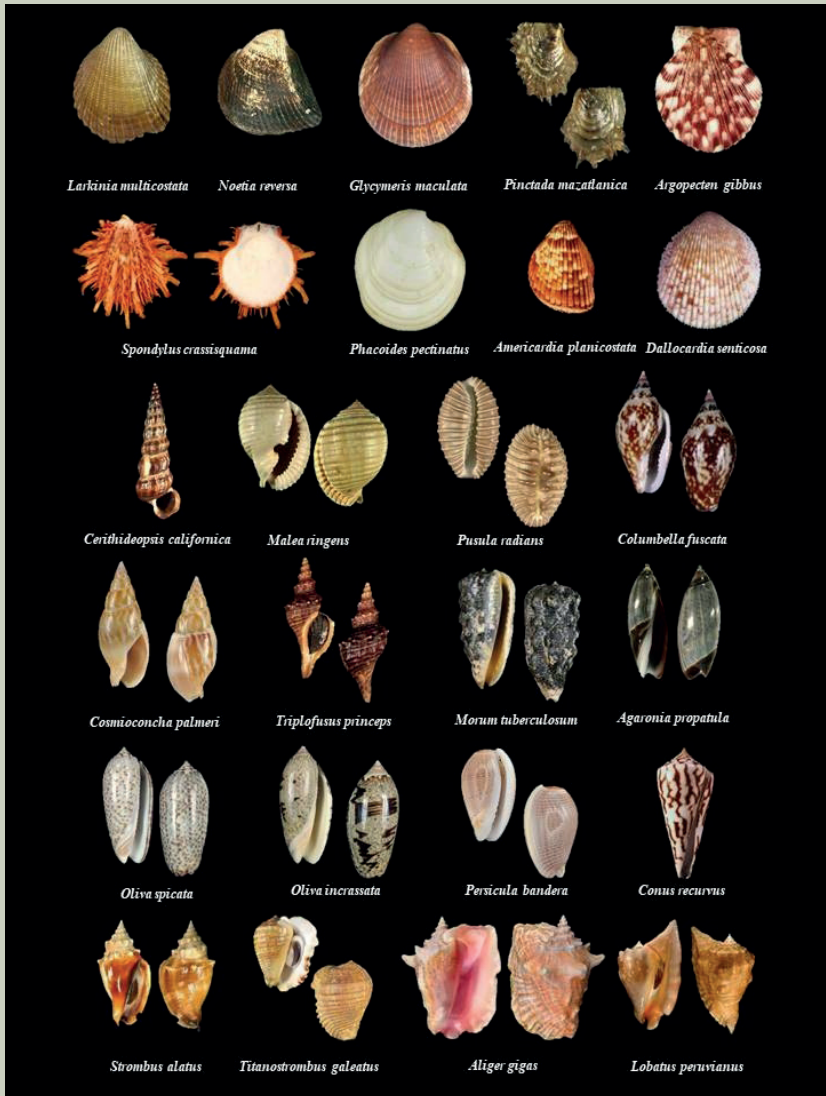 Larkinia multicostata Noetia reversa Glycymeris maculata Pinctada mazatlanica Argopecten gibbus
Spondylus crassisquama Phacoides pectinatus Americardia planicostata Dallocardia senticosa
Cerithideopsis californica Malea ringens Pusula radians Columbella fuscata
Cosmioconcha palmeri Triplofusus princeps Morum tuberculosum Agaronia propatula
Oliva spicata Oliva incrassata Persicula bandera Conus recurvus
Strombus alatus Titanostrombus galeatus Aliger gigas Lobatus peruvianus